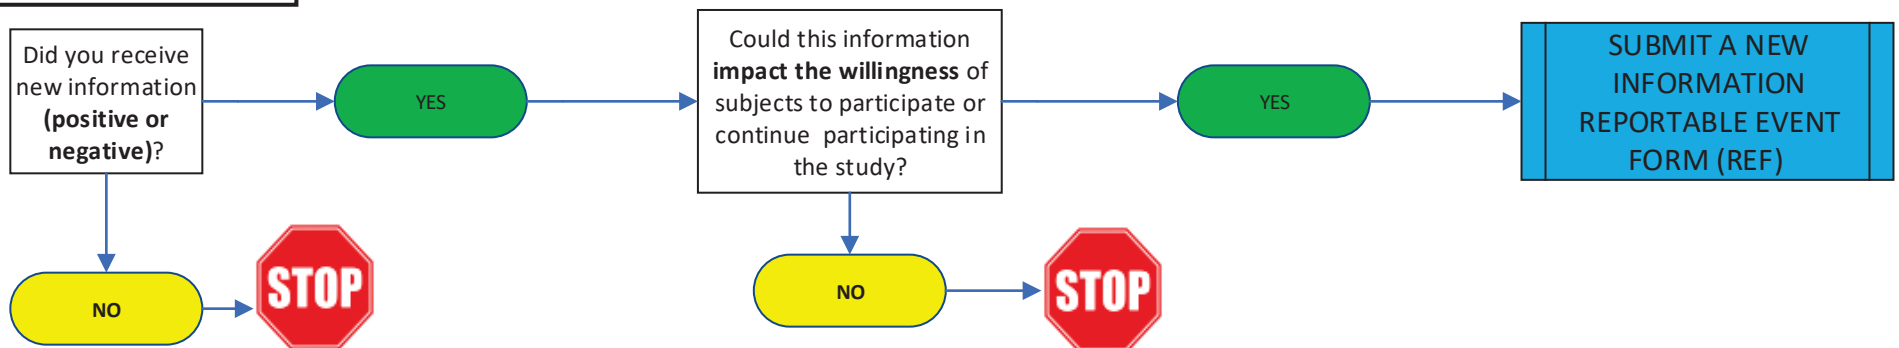 Did you receive
new information
(positive or
negative)?
YES
Could this information
impact the willingness of
subjects to participate or
continue participating in
the study?
YES
SUBMIT A NEW
INFORMATION
REPORTABLE EVENT
FORM (REF)
NO
STOP
NO
STOP